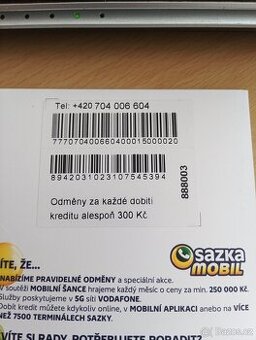 Tel: +420 704 006 604
777070400660400015000020
8942031023107545394
888003
Odměny za každé dobití
kreditu alespoň 300 Kč
sazka
MOBIL
ÍTE, ŽE...
NABÍZÍME PRAVIDELNÉ ODMĚNY a speciální akce.
V soutěži MOBILNÍ ŠANCE hrajeme každý měsíc o ceny za min. 250 000 Kč.
Služby poskytujeme v 5G síti VODAFONE.
Dobít kredit můžete kdykoliv online, v MOBILNÍ APLIKACI anebo na VÍCE
NEŽ 7500 TERMINÁLECH SAZKY.
VÍTE SI RADY, POTŘEBUJETE PORADIT?